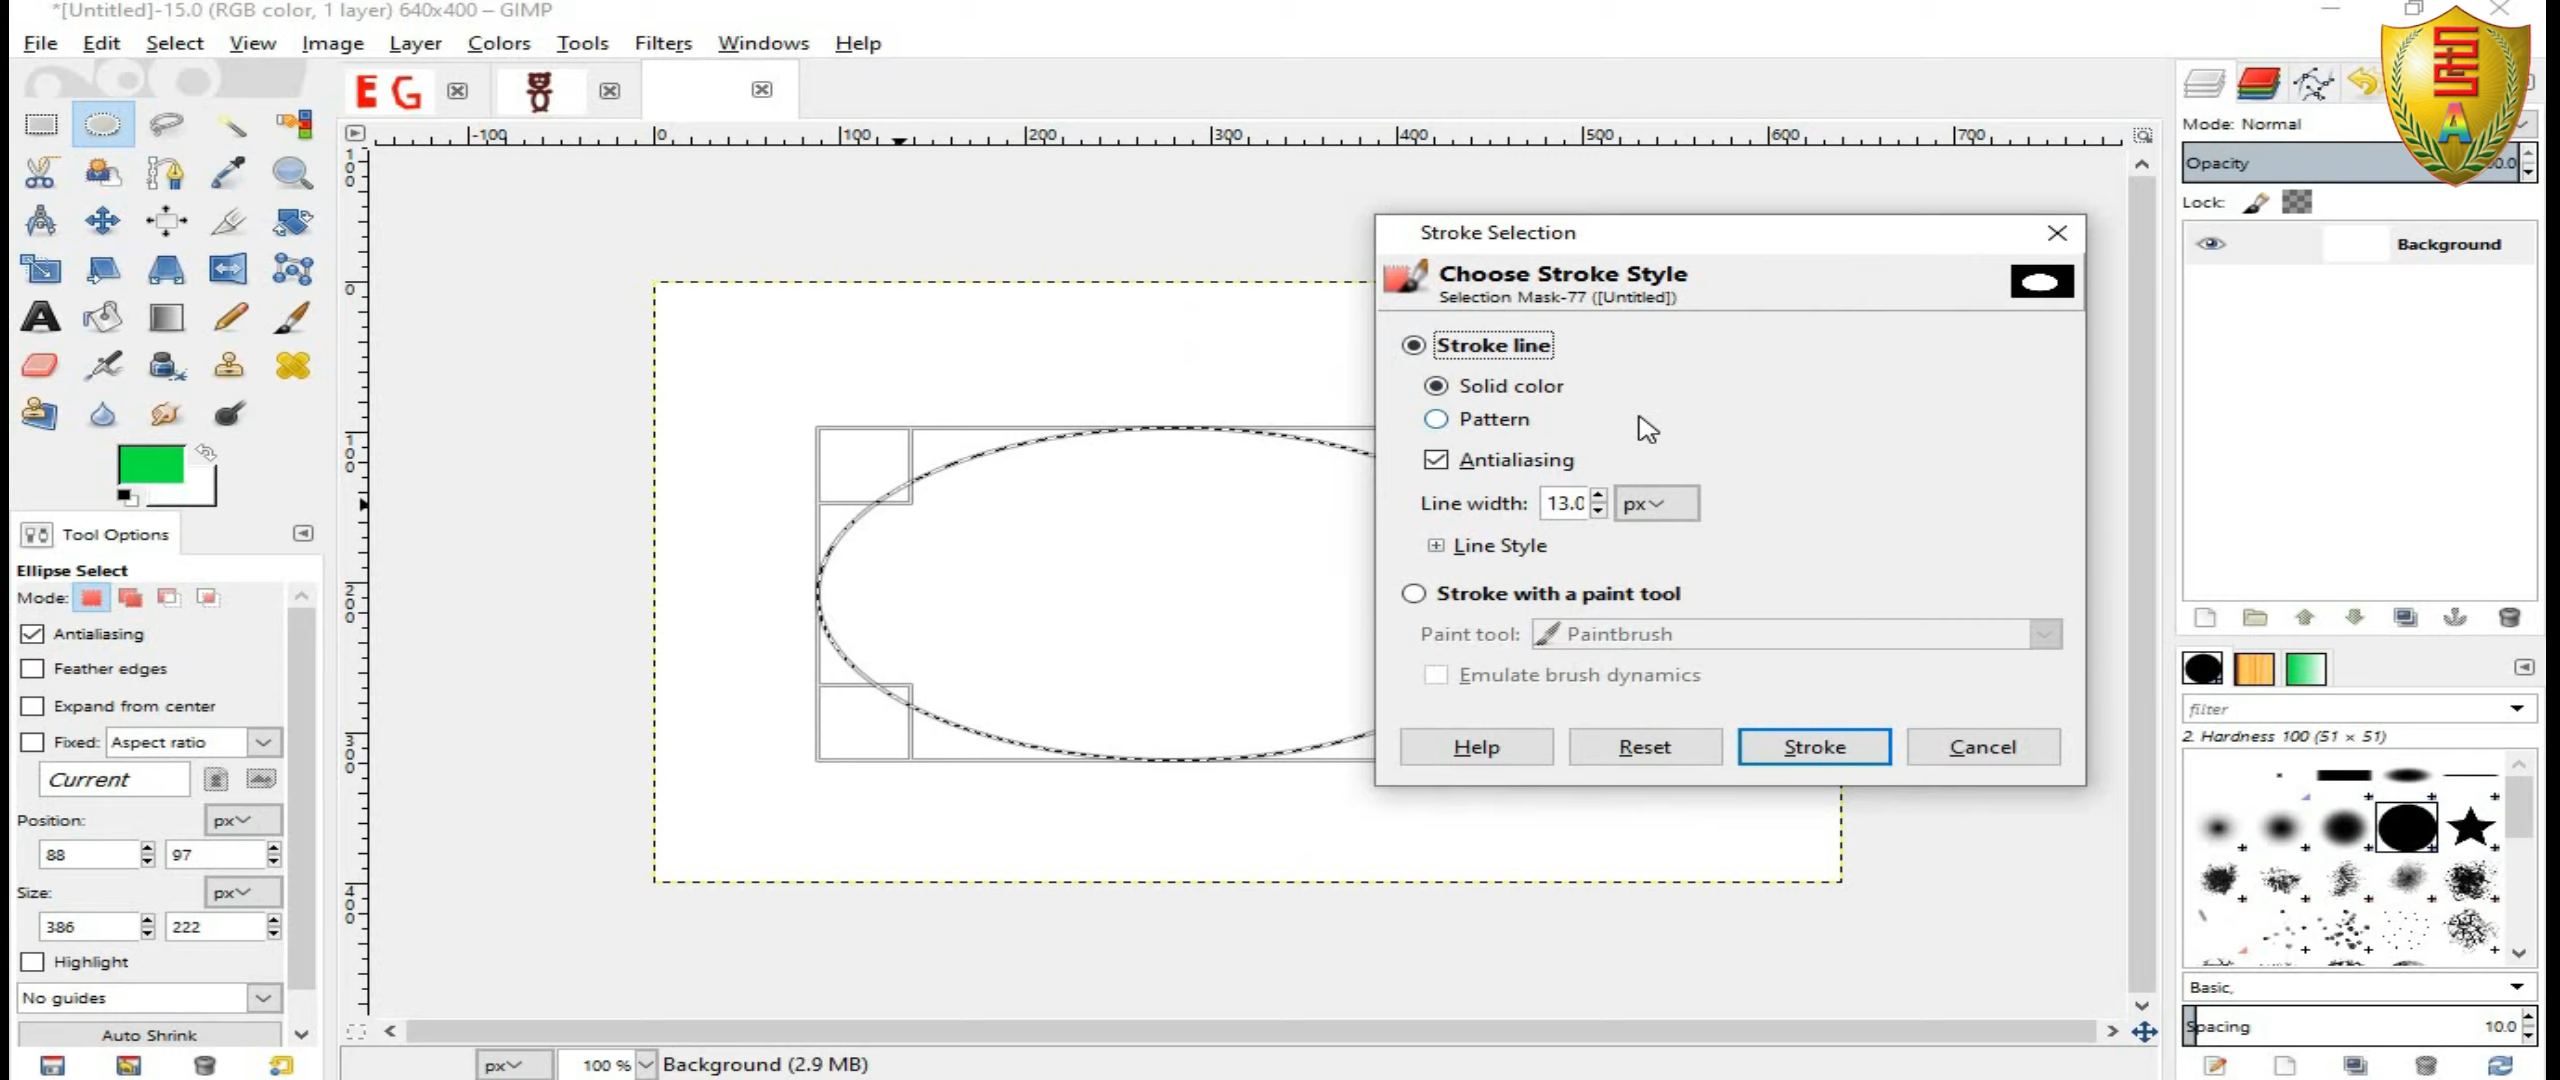 *[Untitled]-15.0 (RGB color, 1 layer) 640x400 – GIMP
File Edit Select View Image Layer Colors Tools Filters Windows Help
E G
-100 0 100 200 300 400 500 600 700
100
0
100
200
300
400
Tool Options
Ellipse Select
Mode:
Antialiasing
Feather edges
Expand from center
Fixed: Aspect ratio
Current
Position: px
88 97
Size: px
386 222
Highlight
No guides
Auto Shrink
Stroke Selection
Choose Stroke Style
Selection Mask-77 ([Untitled])
Stroke line
Solid color
Pattern
Antialiasing
Line width: 13.0 px
Line Style
Stroke with a paint tool
Paint tool: Paintbrush
Emulate brush dynamics
Help Reset Stroke Cancel
px 100 % Background (2.9 MB)
Mode: Normal
Opacity
Lock:
Background
filter
2. Hardness 100 (51 × 51)
Basic,
Spacing 10.0